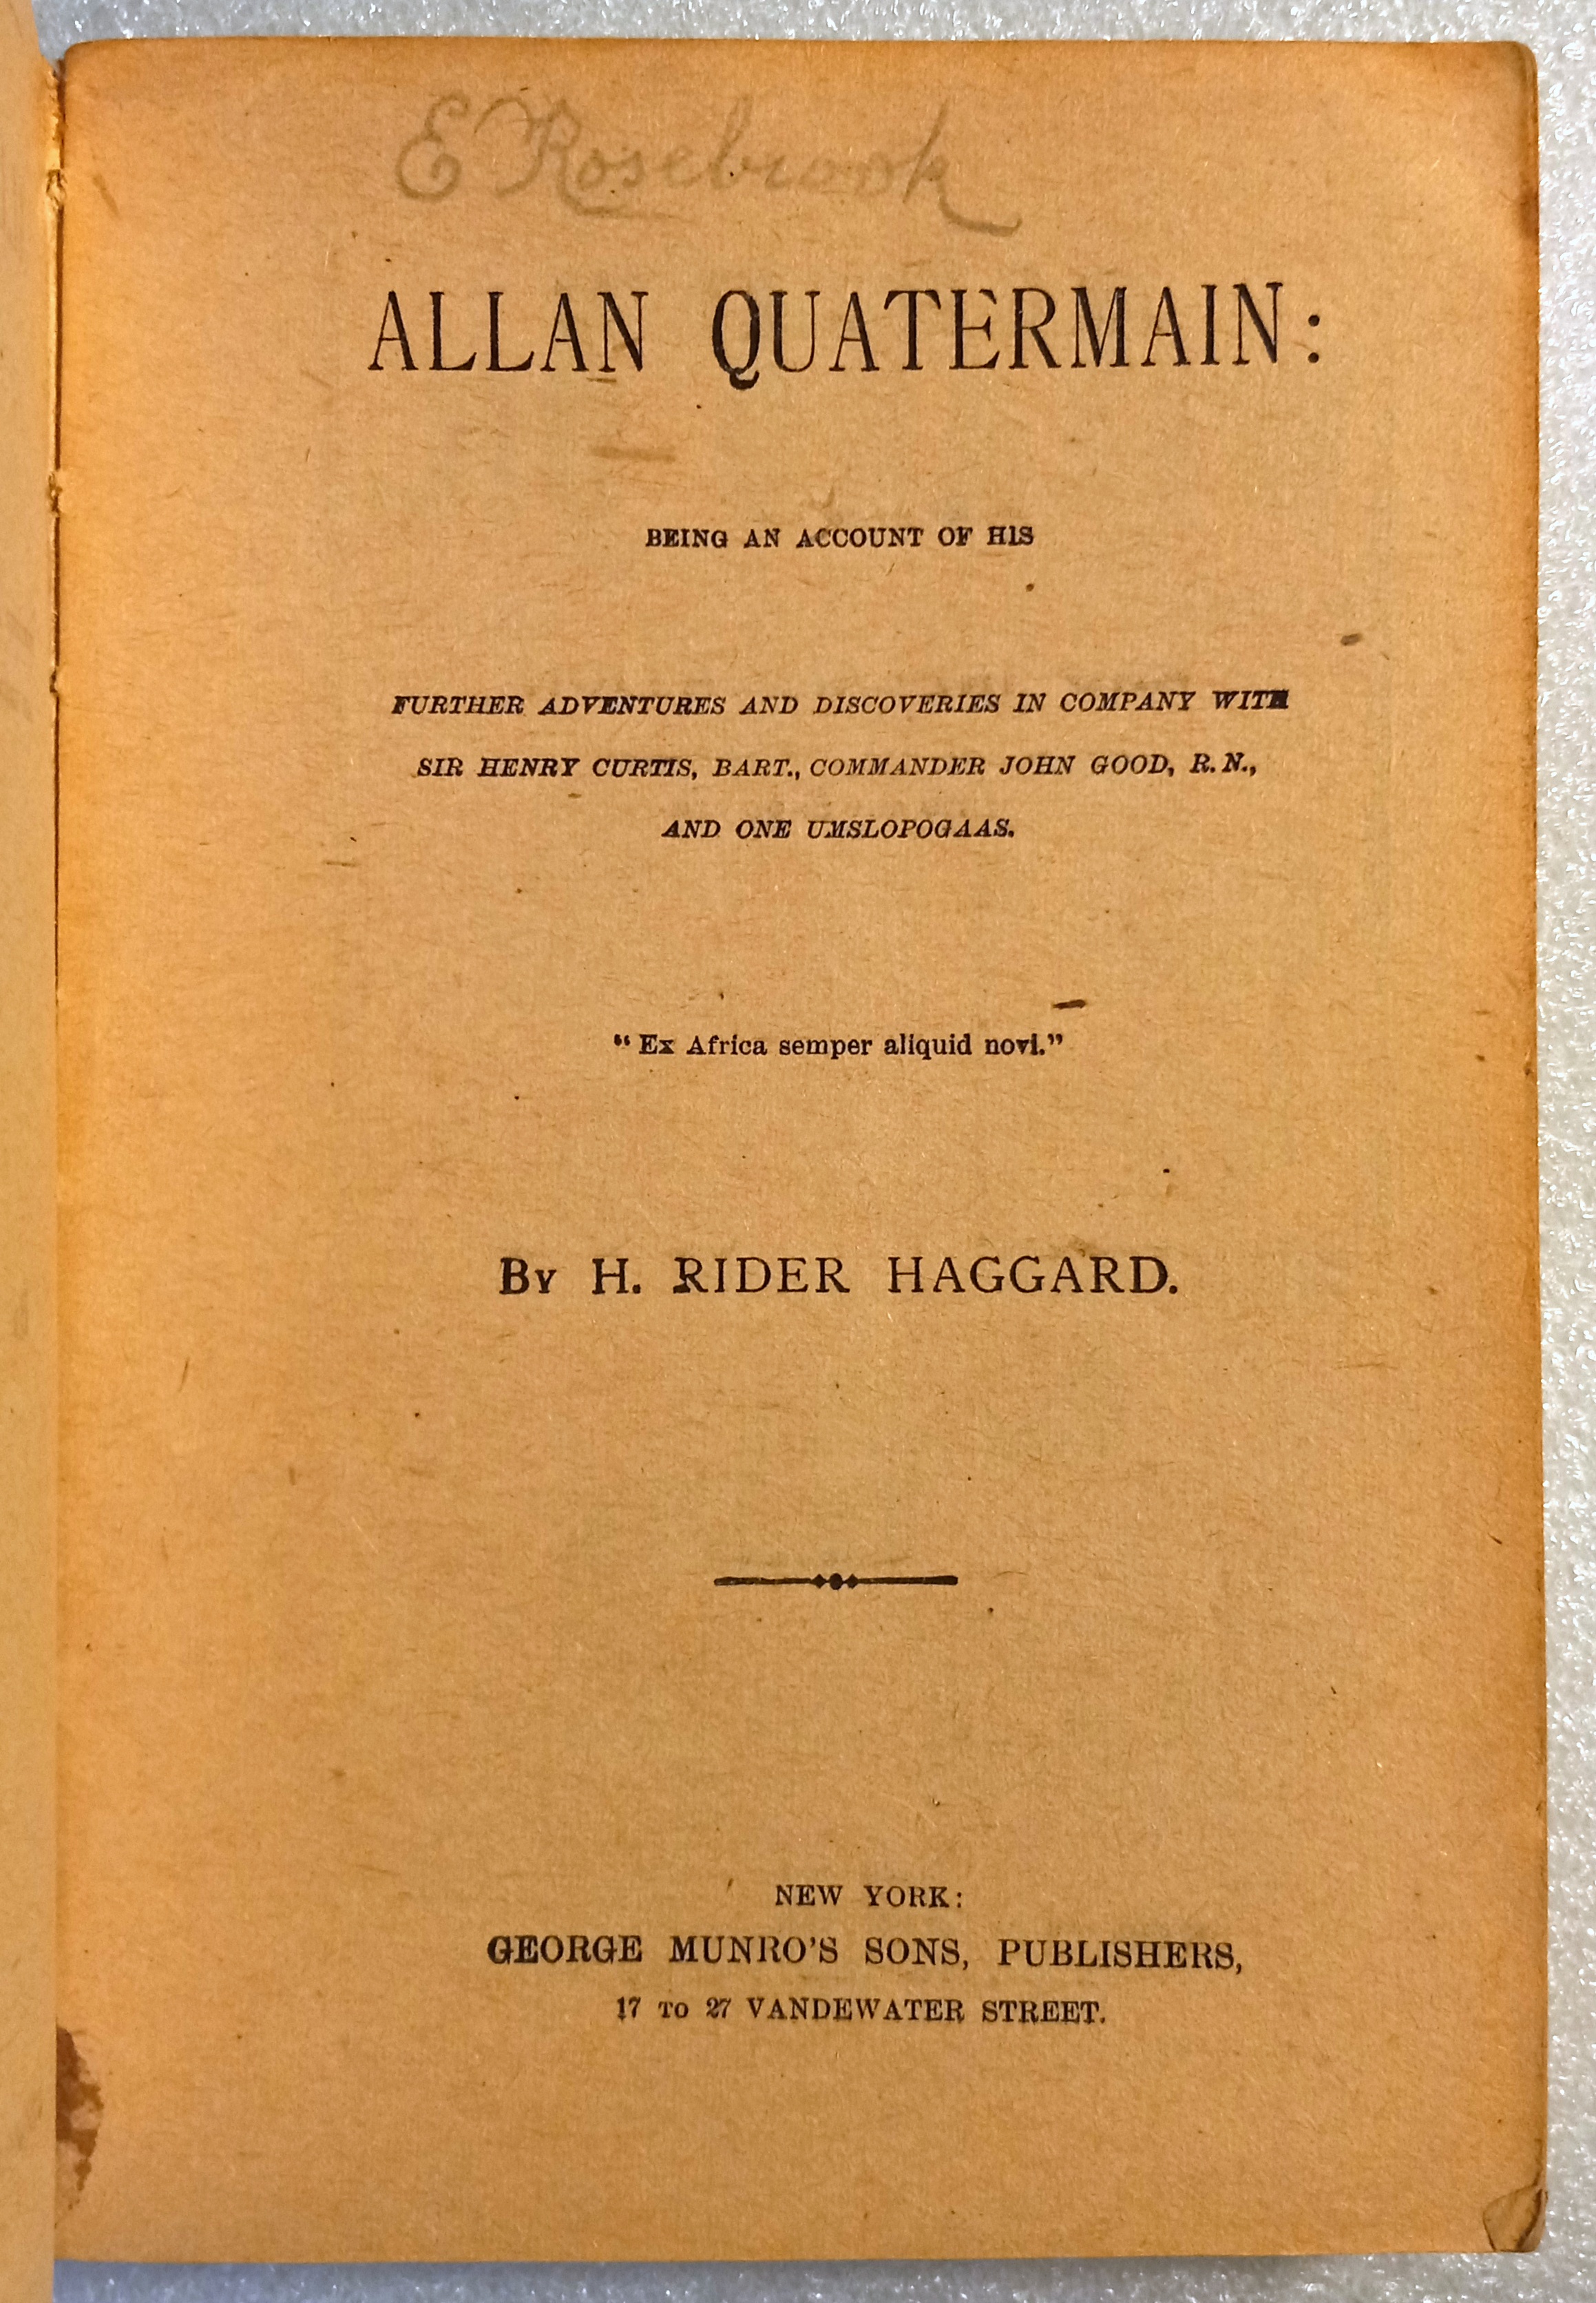 E Rosebrook
ALLAN QUATERMAIN:
BEING AN ACCOUNT OF HIS
FURTHER ADVENTURES AND DISCOVERIES IN COMPANY WITH
SIR HENRY CURTIS, BART., COMMANDER JOHN GOOD, R. N.,
AND ONE UMSLOPOGAAS.
“Ex Africa semper aliquid novi.”
By H. RIDER HAGGARD.
NEW YORK:
GEORGE MUNRO'S SONS, PUBLISHERS,
17 TO 27 VANDEWATER STREET.